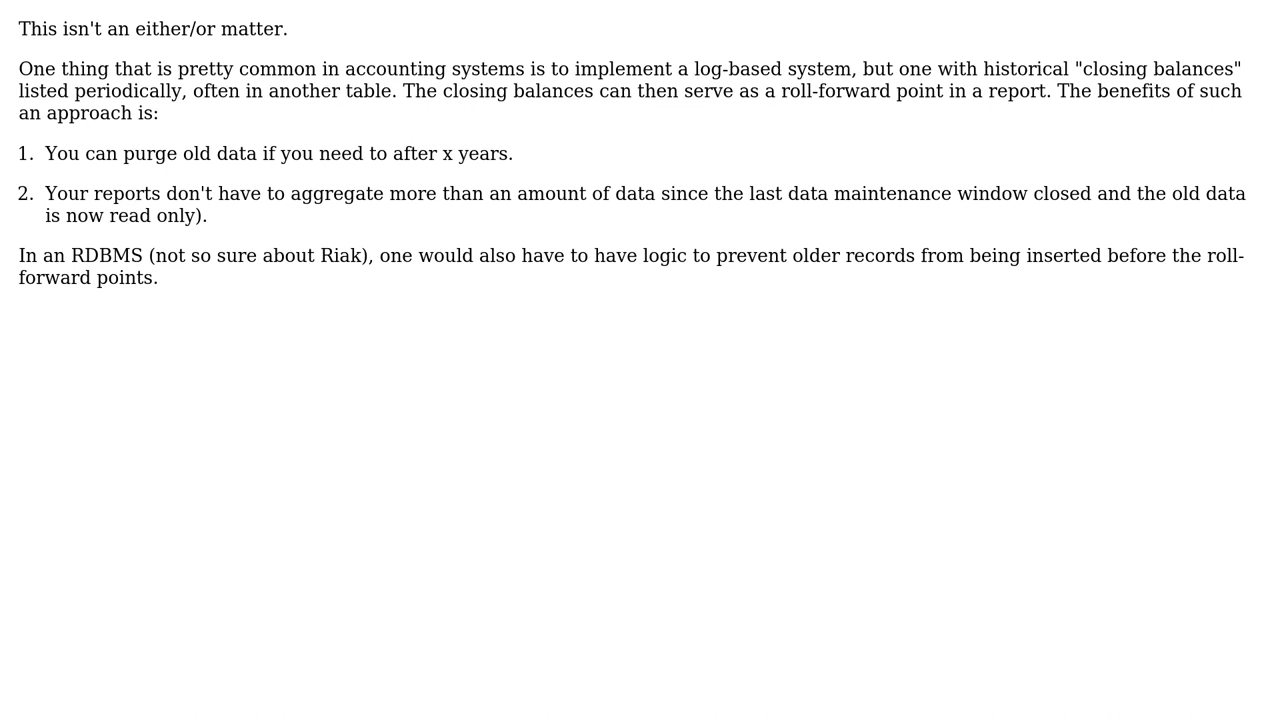 This isn't an either/or matter.
One thing that is pretty common in accounting systems is to implement a log-based system, but one with historical "closing balances"
listed periodically, often in another table. The closing balances can then serve as a roll-forward point in a report. The benefits of such
an approach is:
1. You can purge old data if you need to after x years.
2. Your reports don't have to aggregate more than an amount of data since the last data maintenance window closed and the old data
is now read only).
In an RDBMS (not so sure about Riak), one would also have to have logic to prevent older records from being inserted before the roll-
forward points.